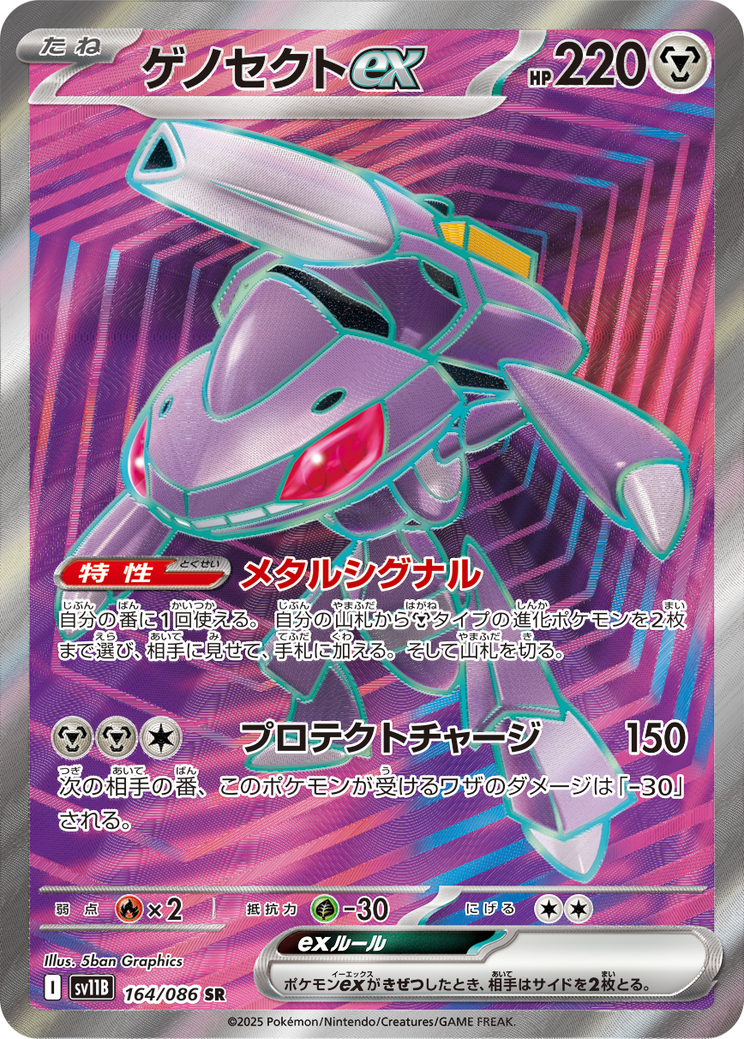 たね ゲノセクトex HP220
特性 とくせい メタルシグナル
自分の番に1回使える。自分の山札からタイプの進化ポケモンを2枚
まで選び、相手に見せて、手札に加える。そして山札を切る。
プロテクトチャージ 150
次の相手の番、このポケモンが受けるワザのダメージは「-30」
される。
弱点 ×2 抵抗力 -30 にげる
exルール
ポケモンexがきぜつしたとき、相手はサイドを2枚とる。
Illus. 5ban Graphics
I sv11B 164/086 SR
©2025 Pokémon/Nintendo/Creatures/GAME FREAK.